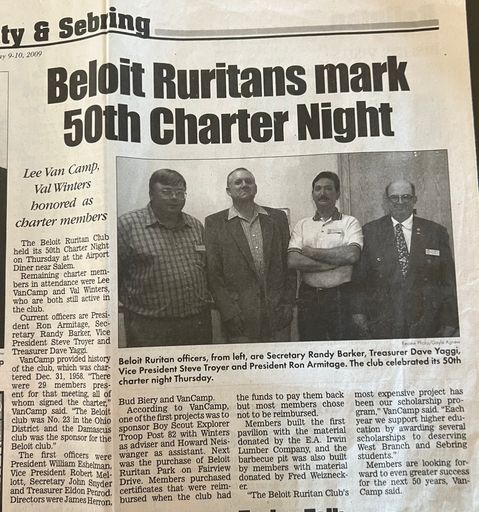 ty & Sebring
ay 9-10, 2009
Beloit Ruritans mark
50th Charter Night
Lee Van Camp,
Val Winters
honored as
charter members
The Beloit Ruritan Club
held its 50th Charter Night
on Thursday at the Airport
Diner near Salem.
Remaining charter mem-
bers in attendance were Lee
VanCamp and Val Winters,
who are both still active in
the club.
Current officers are Presi-
dent Ron Armitage, Secre-
tary Randy Barker, Vice
President Steve Troyer and
Treasurer Dave Yaggi.
VanCamp provided history
of the club, which was char-
tered Dec. 31, 1958. "There
were 29 members pres-
ent for that meeting, all of
whom signed the charter,"
VanCamp said. "The Beloit
club was No. 23 in the Ohio
District and the Damascus
club was the sponsor for the
Beloit club."
The first officers were
President William Eshelman,
Vice President Robert Mel-
lott, Secretary John Snyder
and Treasurer Eldon Penrod.
Directors were James Herron,
Review Photo/Gayle Agnew
Beloit Ruritan officers, from left, are Secretary Randy Barker, Treasurer Dave Yaggi,
Vice President Steve Troyer and President Ron Armitage. The club celebrated its 50th
charter night Thursday.
Bud Biery and VanCamp.
According to VanCamp,
one of the first projects was to
sponsor Boy Scout Explorer
Troop Post 82 with Winters
as adviser and Howard Neis-
wanger as assistant. Next
was the purchase of Beloit
Ruritan Park on Fairview
Drive. Members purchased
certificates that were reim-
bursed when the club had
the funds to pay them back
but most members chose
not to be reimbursed.
Members built the first
pavilion with the material
donated by the E.A. Irwin
Lumber Company, and the
barbecue pit was also built
by members with material
donated by Fred Weizneck-
er.
"The Beloit Ruritan Club's
most expensive project has
been our scholarship pro-
gram," VanCamp said. "Each
year we support higher edu-
cation by awarding several
scholarships to deserving
West Branch and Sebring
students."
Members are looking for-
ward to even greater success
for the next 50 years, Van-
Camp said.